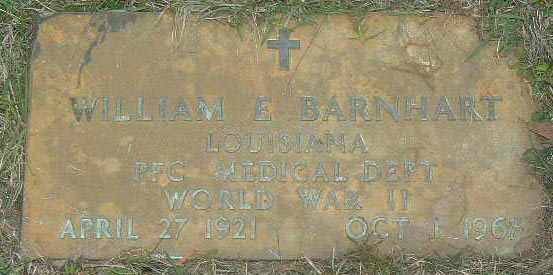 WILLIAM E BARNHART
LOUISIANA
PFC MEDICAL DEPT
WORLD WAR II
APRIL 27 1921 OCT 1 1967